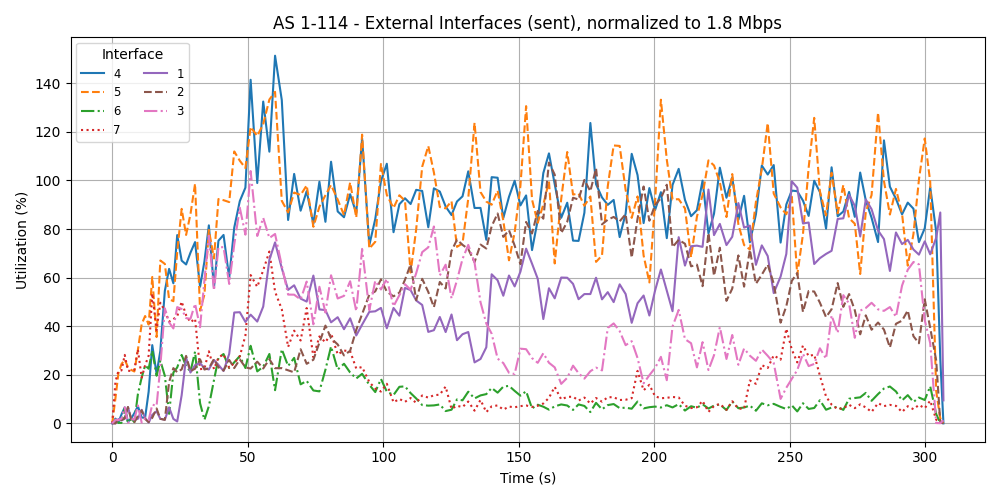 AS 1-114 - External Interfaces (sent), normalized to 1.8 Mbps
Interface
4 1
5 2
6 3
7
Utilization (%)
140
120
100
80
60
40
20
0
0 50 100 150 200 250 300
Time (s)